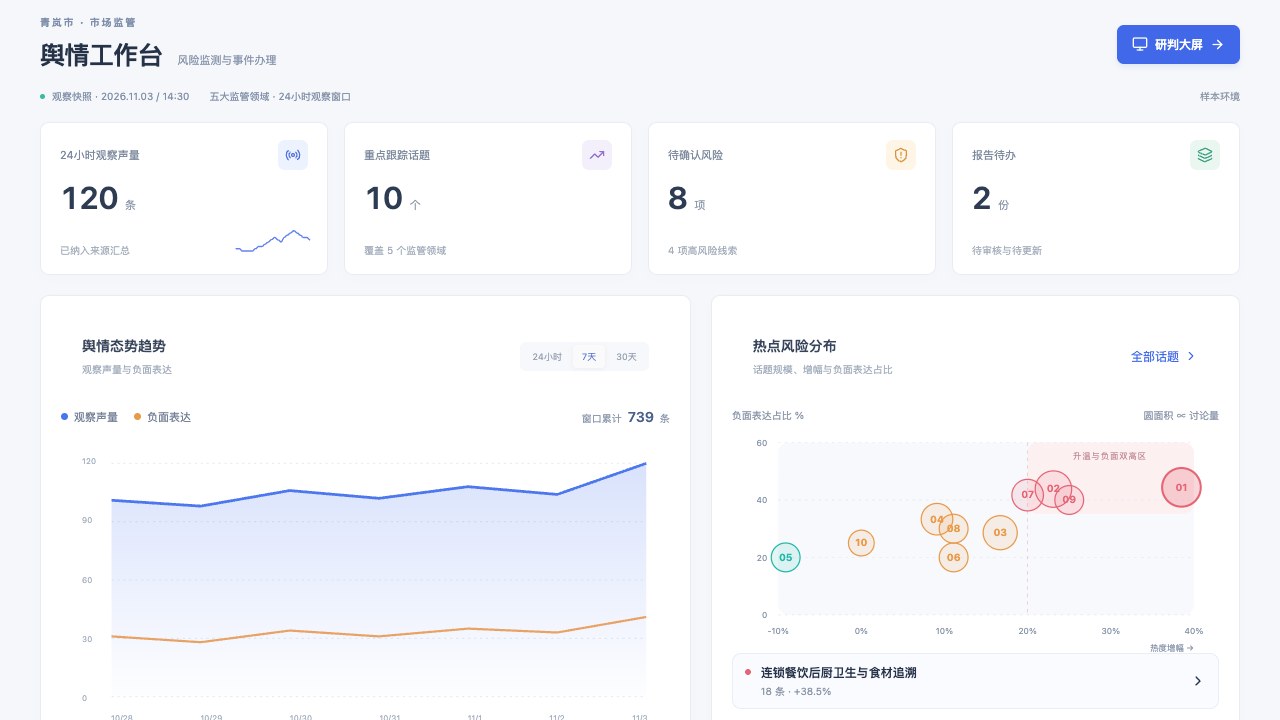 青岚市 · 市场监管
舆情工作台 风险监测与事件办理
研判大屏 →
观察快照 · 2026.11.03 / 14:30 五大监管领域 · 24小时观察窗口
样本环境
24小时观察声量
120 条
已纳入来源汇总
重点跟踪话题
10 个
覆盖 5 个监管领域
待确认风险
8 项
4 项高风险线索
报告待办
2 份
待审核与待更新
舆情态势趋势
观察声量与负面表达
24小时 7天 30天
观察声量 负面表达
窗口累计 739 条
120
90
60
30
0
10/28 10/29 10/30 10/31 11/1 11/2 11/3
热点风险分布
话题规模、增幅与负面表达占比
全部话题
负面表达占比 %
圆面积 ∝ 讨论量
60
升温与负面双高区
40
20
0
07 02 09 01
04 08 03
10 06
05
-10% 0% 10% 20% 30% 40%
热度增幅 →
连锁餐饮后厨卫生与食材追溯
18 条 · +38.5%